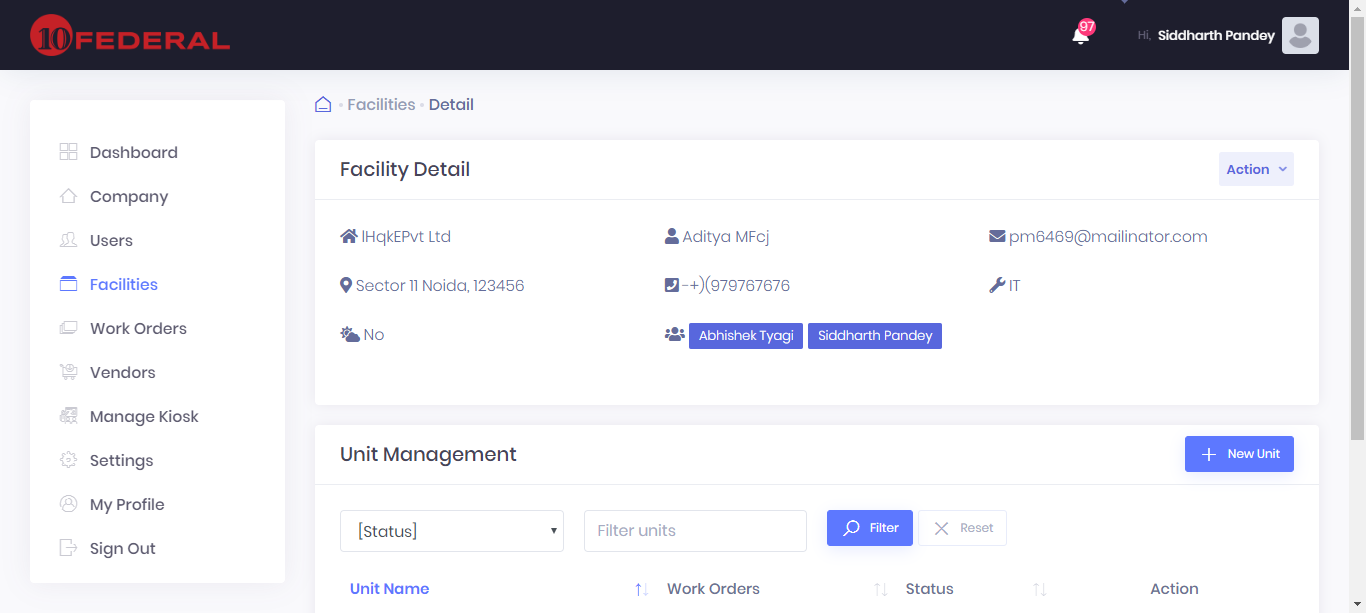 10 FEDERAL
97
Hi, Siddharth Pandey
Facilities Detail
Dashboard
Company
Users
Facilities
Work Orders
Vendors
Manage Kiosk
Settings
My Profile
Sign Out
Facility Detail
Action
lHqkEPvt Ltd
Aditya MFcj
pm6469@mailinator.com
Sector 11 Noida, 123456
-+)(979767676
IT
No
Abhishek Tyagi Siddharth Pandey
Unit Management
New Unit
[Status]
Filter units
Filter
Reset
Unit Name Work Orders Status Action